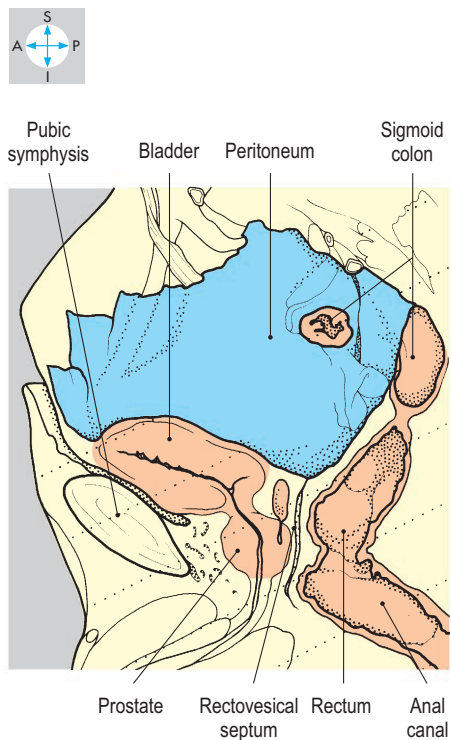 S
A P
I
Pubic
symphysis
Bladder
Peritoneum
Sigmoid
colon
Prostate
Rectovesical
septum
Rectum
Anal
canal